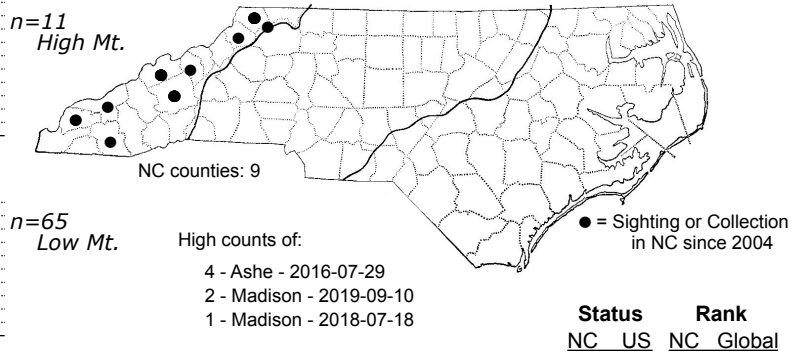 n=11
High Mt.
NC counties: 9
n=65
Low Mt.
High counts of:
4 - Ashe - 2016-07-29
2 - Madison - 2019-09-10
1 - Madison - 2018-07-18
● = Sighting or Collection
in NC since 2004
Status Rank
NC US NC Global